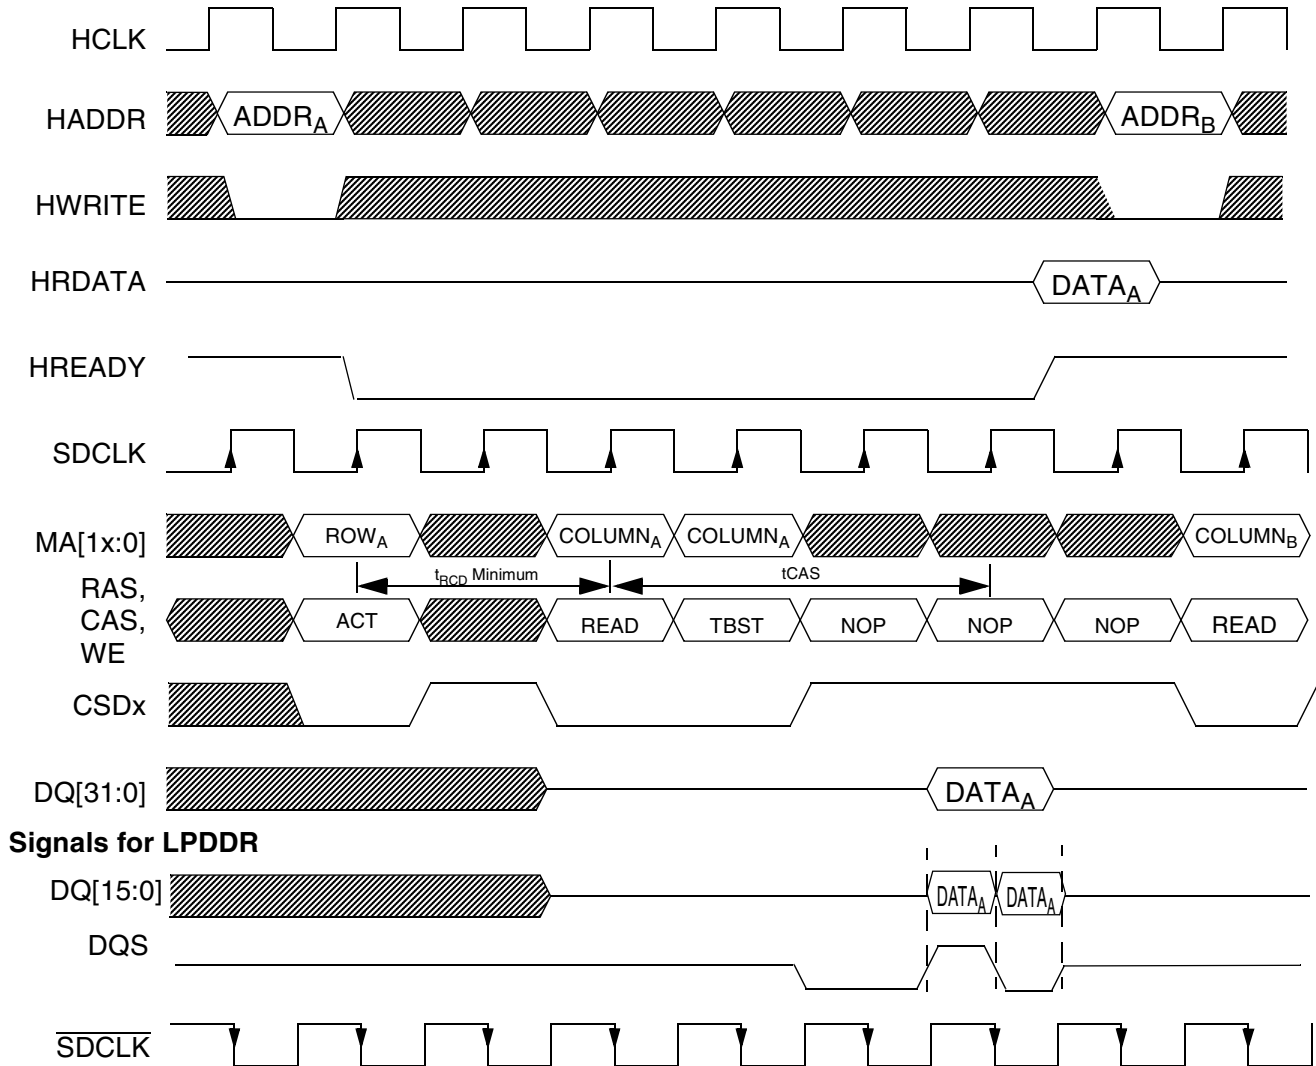 HCLK
HADDR ADDRA ADDRB
HWRITE
HRDATA DATAA
HREADY
SDCLK
MA[1x:0] ROWA COLUMNA COLUMNA COLUMNB
tRCD Minimum tCAS
RAS,
CAS,
WE
ACT READ TBST NOP NOP NOP READ
CSDx
DQ[31:0] DATAA
Signals for LPDDR
DQ[15:0] DATAA DATAA
DQS
SDCLK